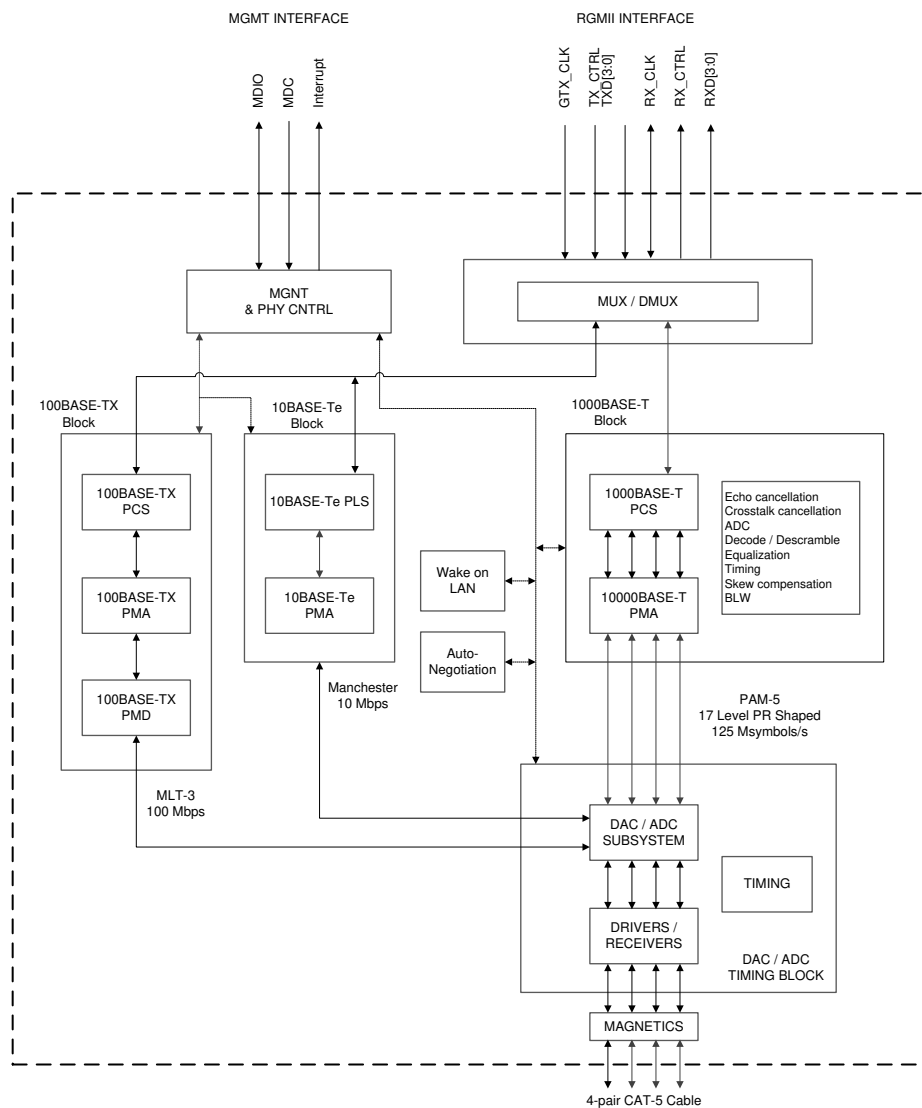 MGMT INTERFACE
RGMII INTERFACE
MDIO
MDC
Interrupt
GTX_CLK
TX_CTRL
TXD[3:0]
RX_CLK
RX_CTRL
RXD[3:0]
MGNT
& PHY CNTRL
MUX / DMUX
100BASE-TX
Block
10BASE-Te
Block
1000BASE-T
Block
100BASE-TX
PCS
100BASE-TX
PMA
100BASE-TX
PMD
10BASE-Te PLS
10BASE-Te
PMA
1000BASE-T
PCS
10000BASE-T
PMA
Echo cancellation
Crosstalk cancellation
ADC
Decode / Descramble
Equalization
Timing
Skew compensation
BLW
Wake on
LAN
Auto-
Negotiation
Manchester
10 Mbps
PAM-5
17 Level PR Shaped
125 Msymbols/s
MLT-3
100 Mbps
DAC / ADC
SUBSYSTEM
TIMING
DRIVERS /
RECEIVERS
DAC / ADC
TIMING BLOCK
MAGNETICS
4-pair CAT-5 Cable